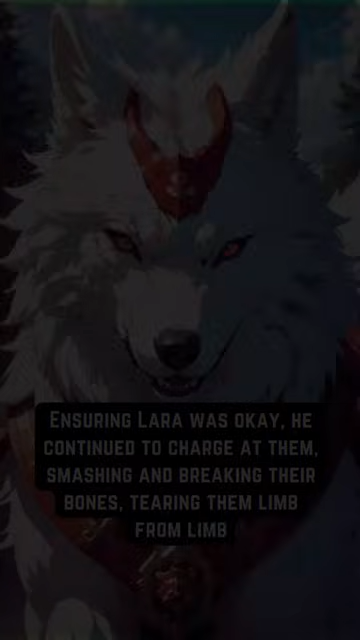 Ensuring Lara was okay, he
continued to charge at them,
smashing and breaking their
bones, tearing them limb
from limb